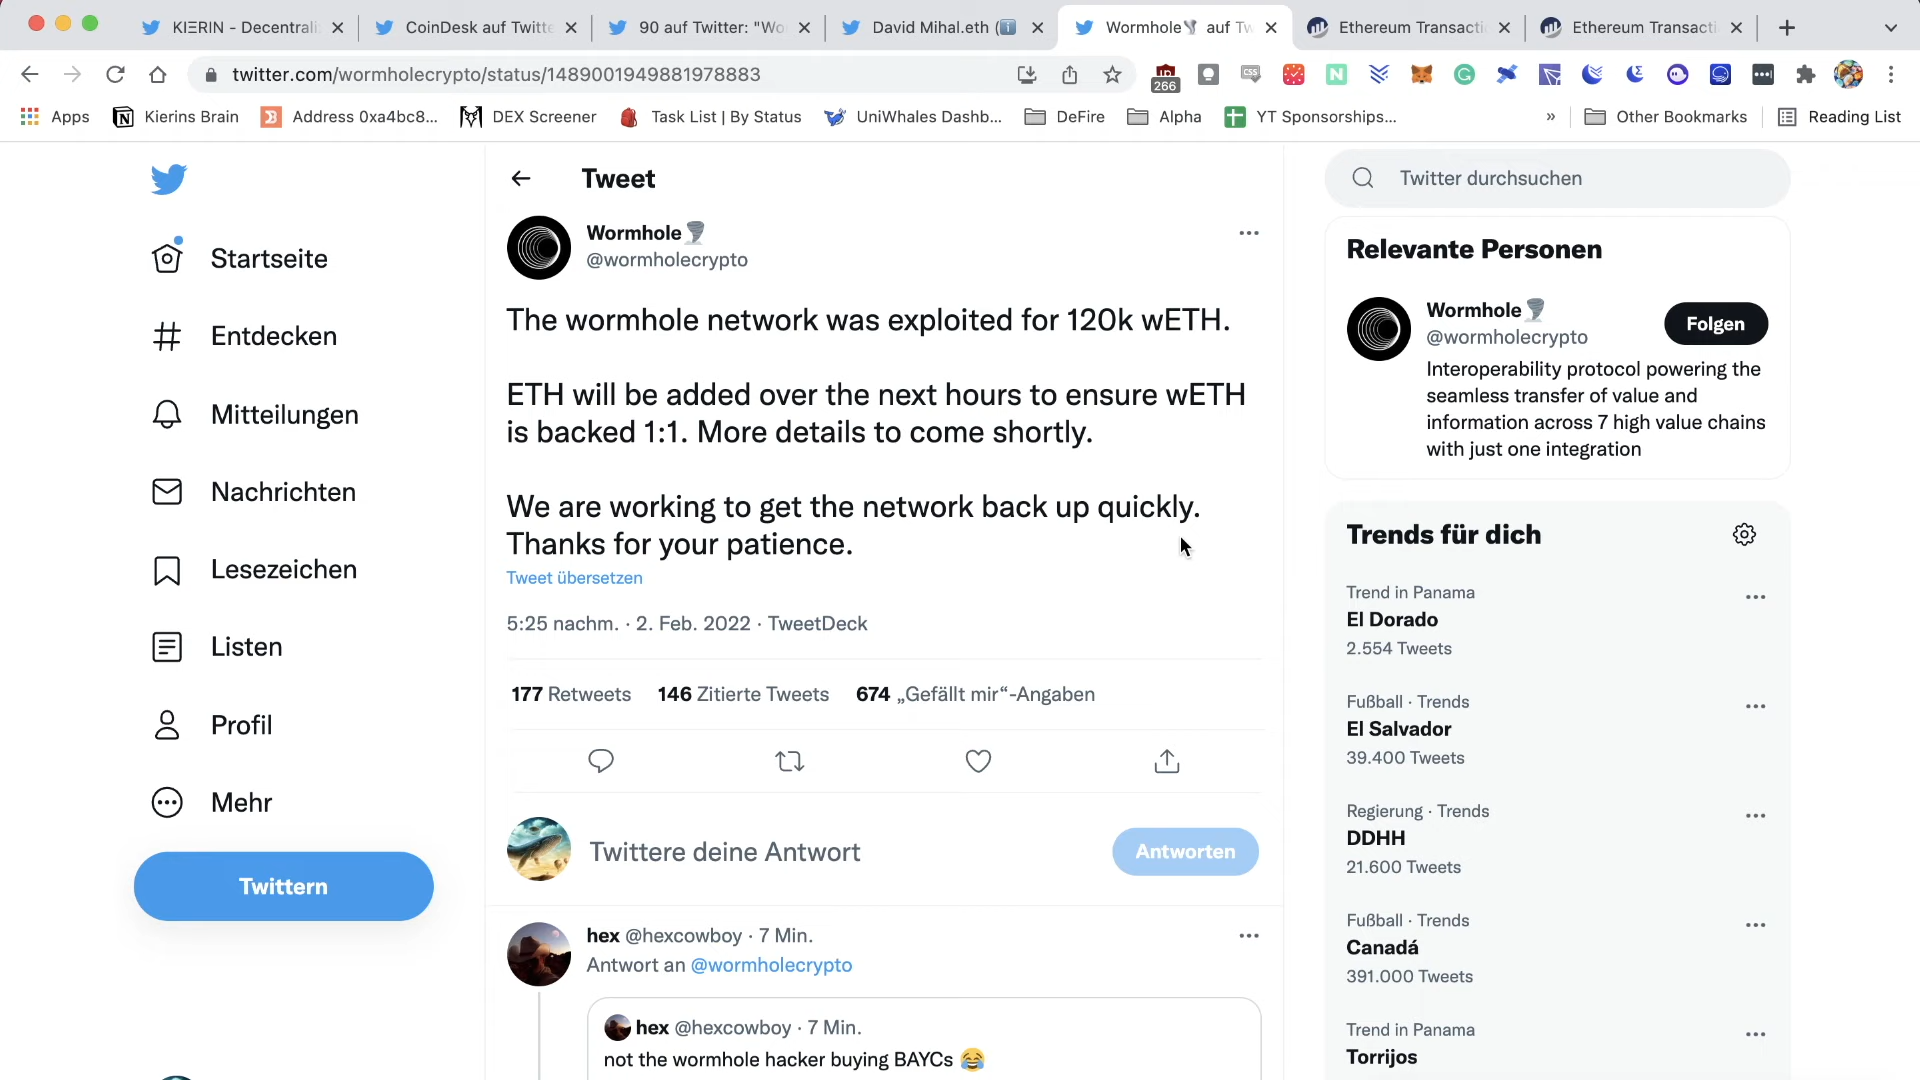 KIΞRIN - Decentrali
CoinDesk auf Twitte
90 auf Twitter: "Wo
David Mihal.eth (
Wormhole🌪 auf Tw
Ethereum Transacti
Ethereum Transacti
twitter.com/wormholecrypto/status/1489001949881978883
266
CSS
Apps
Kierins Brain
Address 0xa4bc8...
DEX Screener
Task List | By Status
UniWhales Dashb...
DeFire
Alpha
YT Sponsorships...
»
Other Bookmarks
Reading List
Startseite
Entdecken
Mitteilungen
Nachrichten
Lesezeichen
Listen
Profil
Mehr
Twittern
Tweet
Wormhole🌪
@wormholecrypto
The wormhole network was exploited for 120k wETH.
ETH will be added over the next hours to ensure wETH
is backed 1:1. More details to come shortly.
We are working to get the network back up quickly.
Thanks for your patience.
Tweet übersetzen
5:25 nachm. · 2. Feb. 2022 · TweetDeck
177 Retweets 146 Zitierte Tweets 674 „Gefällt mir“-Angaben
Twittere deine Antwort
Antworten
hex @hexcowboy · 7 Min.
Antwort an @wormholecrypto
hex @hexcowboy · 7 Min.
not the wormhole hacker buying BAYCs 😂
Twitter durchsuchen
Relevante Personen
Wormhole🌪
@wormholecrypto
Folgen
Interoperability protocol powering the
seamless transfer of value and
information across 7 high value chains
with just one integration
Trends für dich
Trend in Panama
El Dorado
2.554 Tweets
Fußball · Trends
El Salvador
39.400 Tweets
Regierung · Trends
DDHH
21.600 Tweets
Fußball · Trends
Canadá
391.000 Tweets
Trend in Panama
Torrijos